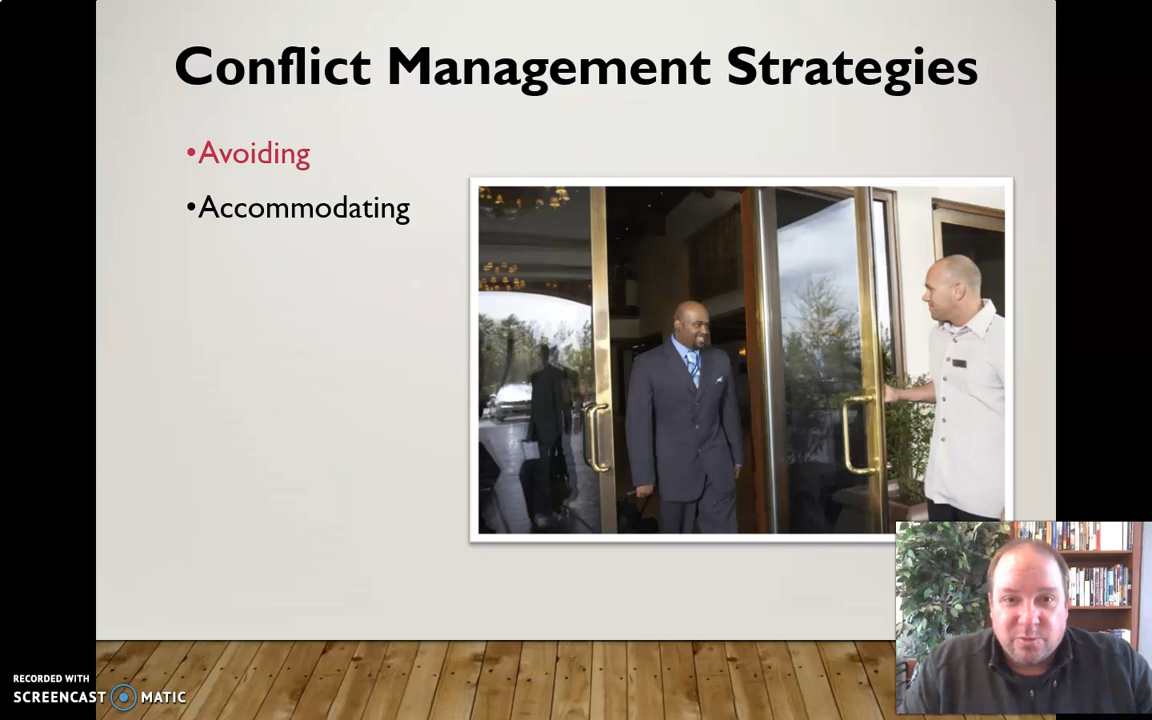 Conflict Management Strategies
•Avoiding
•Accommodating
RECORDED WITH
SCREENCAST MATIC